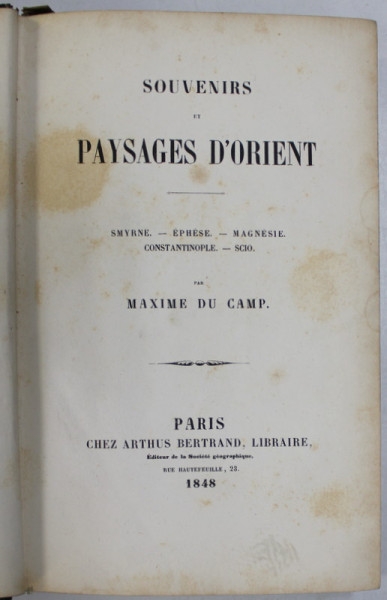 SOUVENIRS
ET
PAYSAGES D'ORIENT
SMYRNE. — ÉPHÈSE. — MAGNÉSIE.
CONSTANTINOPLE. — SCIO.
PAR
MAXIME DU CAMP.
PARIS
CHEZ ARTHUS BERTRAND, LIBRAIRE,
Éditeur de la Société géographique,
RUE HAUTEFEUILLE, 23.
1848